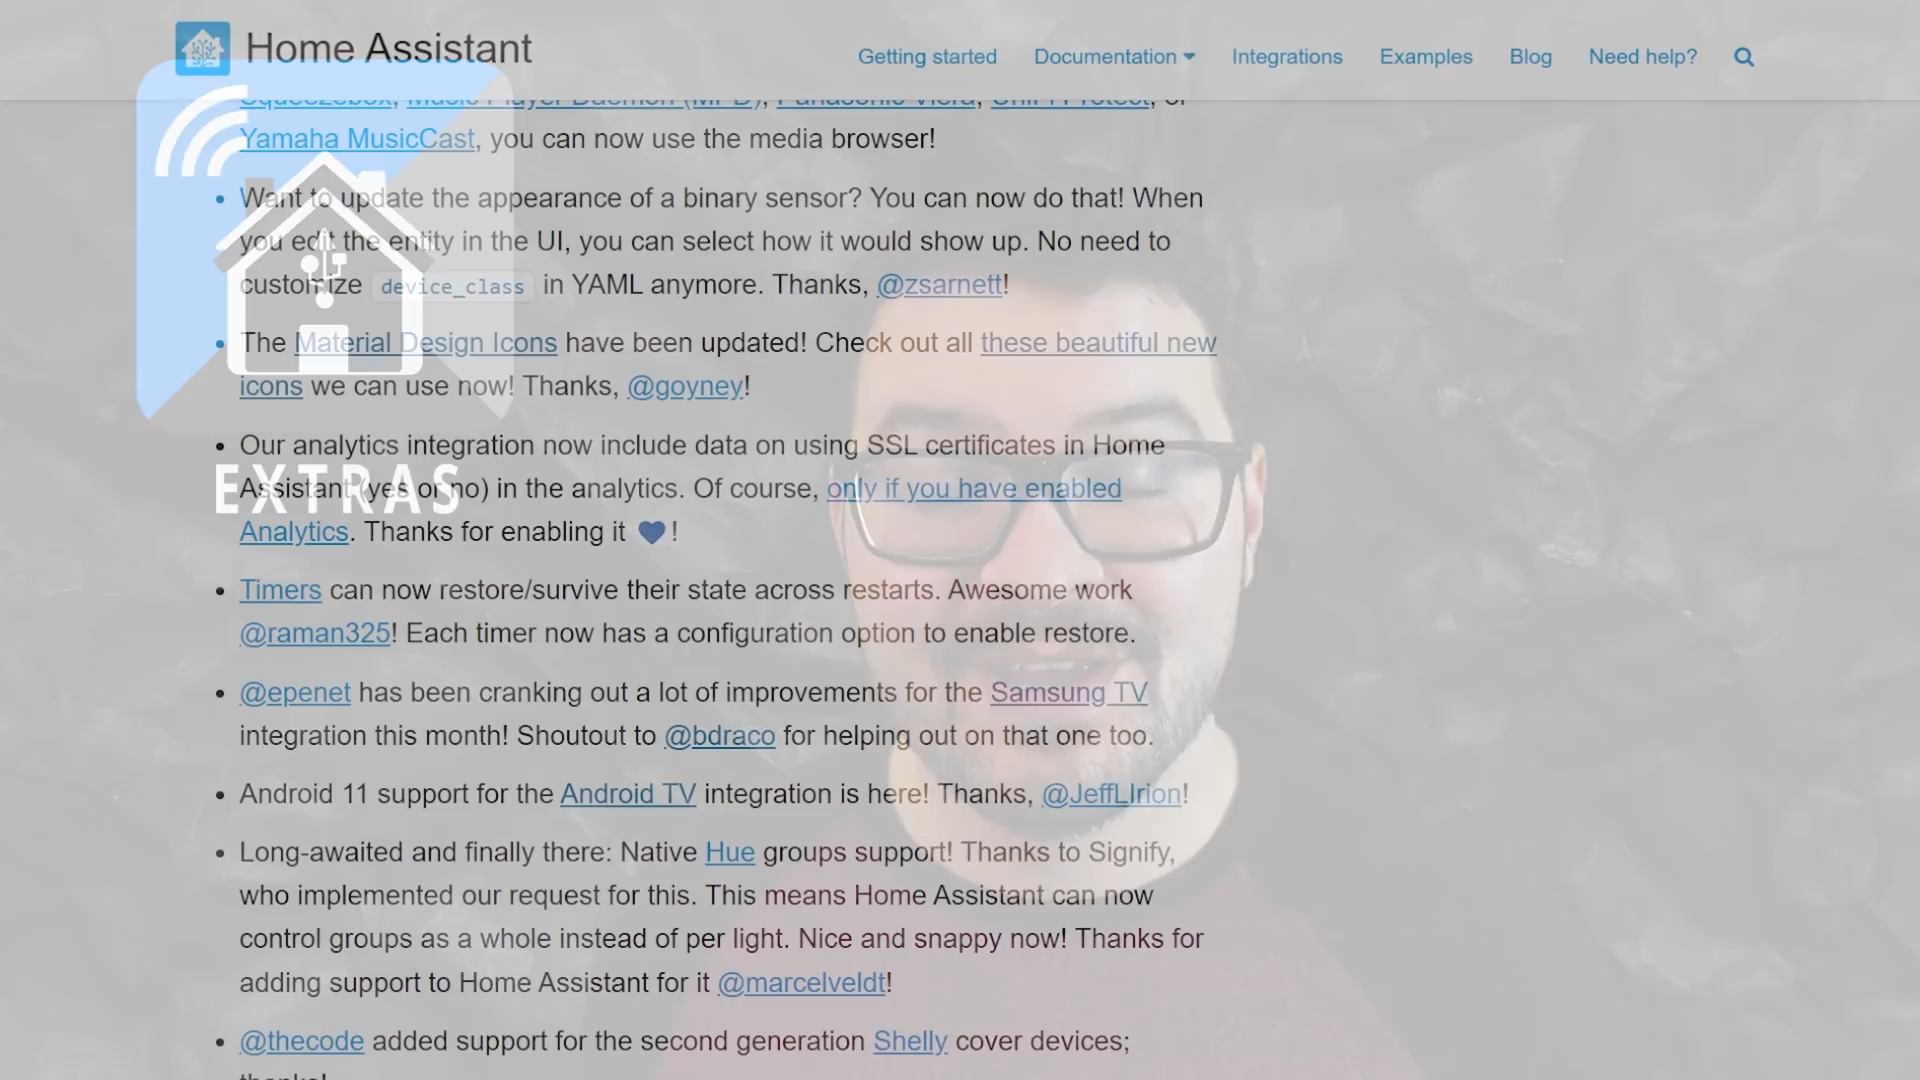 Home Assistant
Getting started Documentation Integrations Examples Blog Need help?
Squeezebox, Music Player Daemon (MPD), Panasonic Viera, UniFi Protect, or
Yamaha MusicCast, you can now use the media browser!
Want to update the appearance of a binary sensor? You can now do that! When
you edit the entity in the UI, you can select how it would show up. No need to
customize device_class in YAML anymore. Thanks, @zsarnett!
The Material Design Icons have been updated! Check out all these beautiful new
icons we can use now! Thanks, @goyney!
Our analytics integration now include data on using SSL certificates in Home
EXTRAS
Assistant (yes or no) in the analytics. Of course, only if you have enabled
Analytics. Thanks for enabling it 💙!
Timers can now restore/survive their state across restarts. Awesome work
@raman325! Each timer now has a configuration option to enable restore.
@epenet has been cranking out a lot of improvements for the Samsung TV
integration this month! Shoutout to @bdraco for helping out on that one too.
Android 11 support for the Android TV integration is here! Thanks, @JeffLIrion!
Long-awaited and finally there: Native Hue groups support! Thanks to Signify,
who implemented our request for this. This means Home Assistant can now
control groups as a whole instead of per light. Nice and snappy now! Thanks for
adding support to Home Assistant for it @marcelveldt!
@thecode added support for the second generation Shelly cover devices;
thanks!